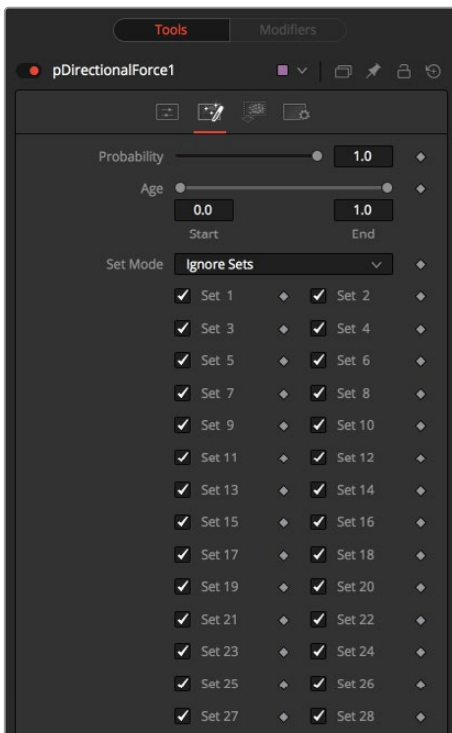 Tools Modifiers
pDirectionalForce1
Probability 1.0
Age
0.0 1.0
Start End
Set Mode Ignore Sets
Set 1 Set 2
Set 3 Set 4
Set 5 Set 6
Set 7 Set 8
Set 9 Set 10
Set 11 Set 12
Set 13 Set 14
Set 15 Set 16
Set 17 Set 18
Set 19 Set 20
Set 21 Set 22
Set 23 Set 24
Set 25 Set 26
Set 27 Set 28